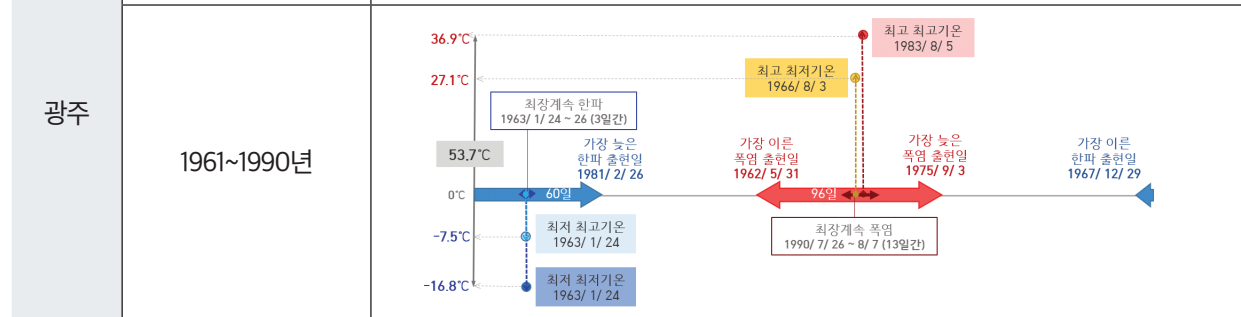 광주
1961~1990년
36.9℃
최고 최고기온
1983/ 8/ 5
27.1℃
최고 최저기온
1966/ 8/ 3
최장계속 한파
1963/ 1/ 24 ~ 26 (3일간)
53.7℃
가장 늦은
한파 출현일
1981/ 2/ 26
가장 이른
폭염 출현일
1962/ 5/ 31
가장 늦은
폭염 출현일
1975/ 9/ 3
가장 이른
한파 출현일
1967/ 12/ 29
0℃
60일
96일
-7.5℃
최저 최고기온
1963/ 1/ 24
최장계속 폭염
1990/ 7/ 26 ~ 8/ 7 (13일간)
-16.8℃
최저 최저기온
1963/ 1/ 24